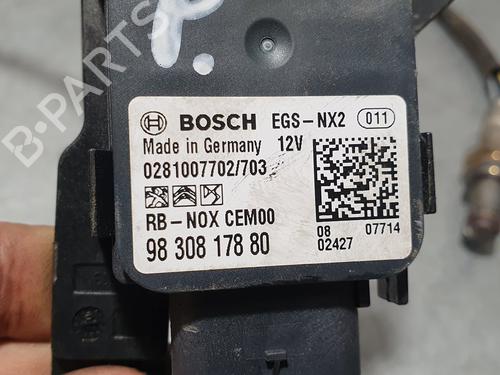 B-PARTS
BOSCH EGS-NX2 011
Made in Germany 12V
0281007702/703
RB-NOX CEM00
98 308 178 80
08 07714
02427